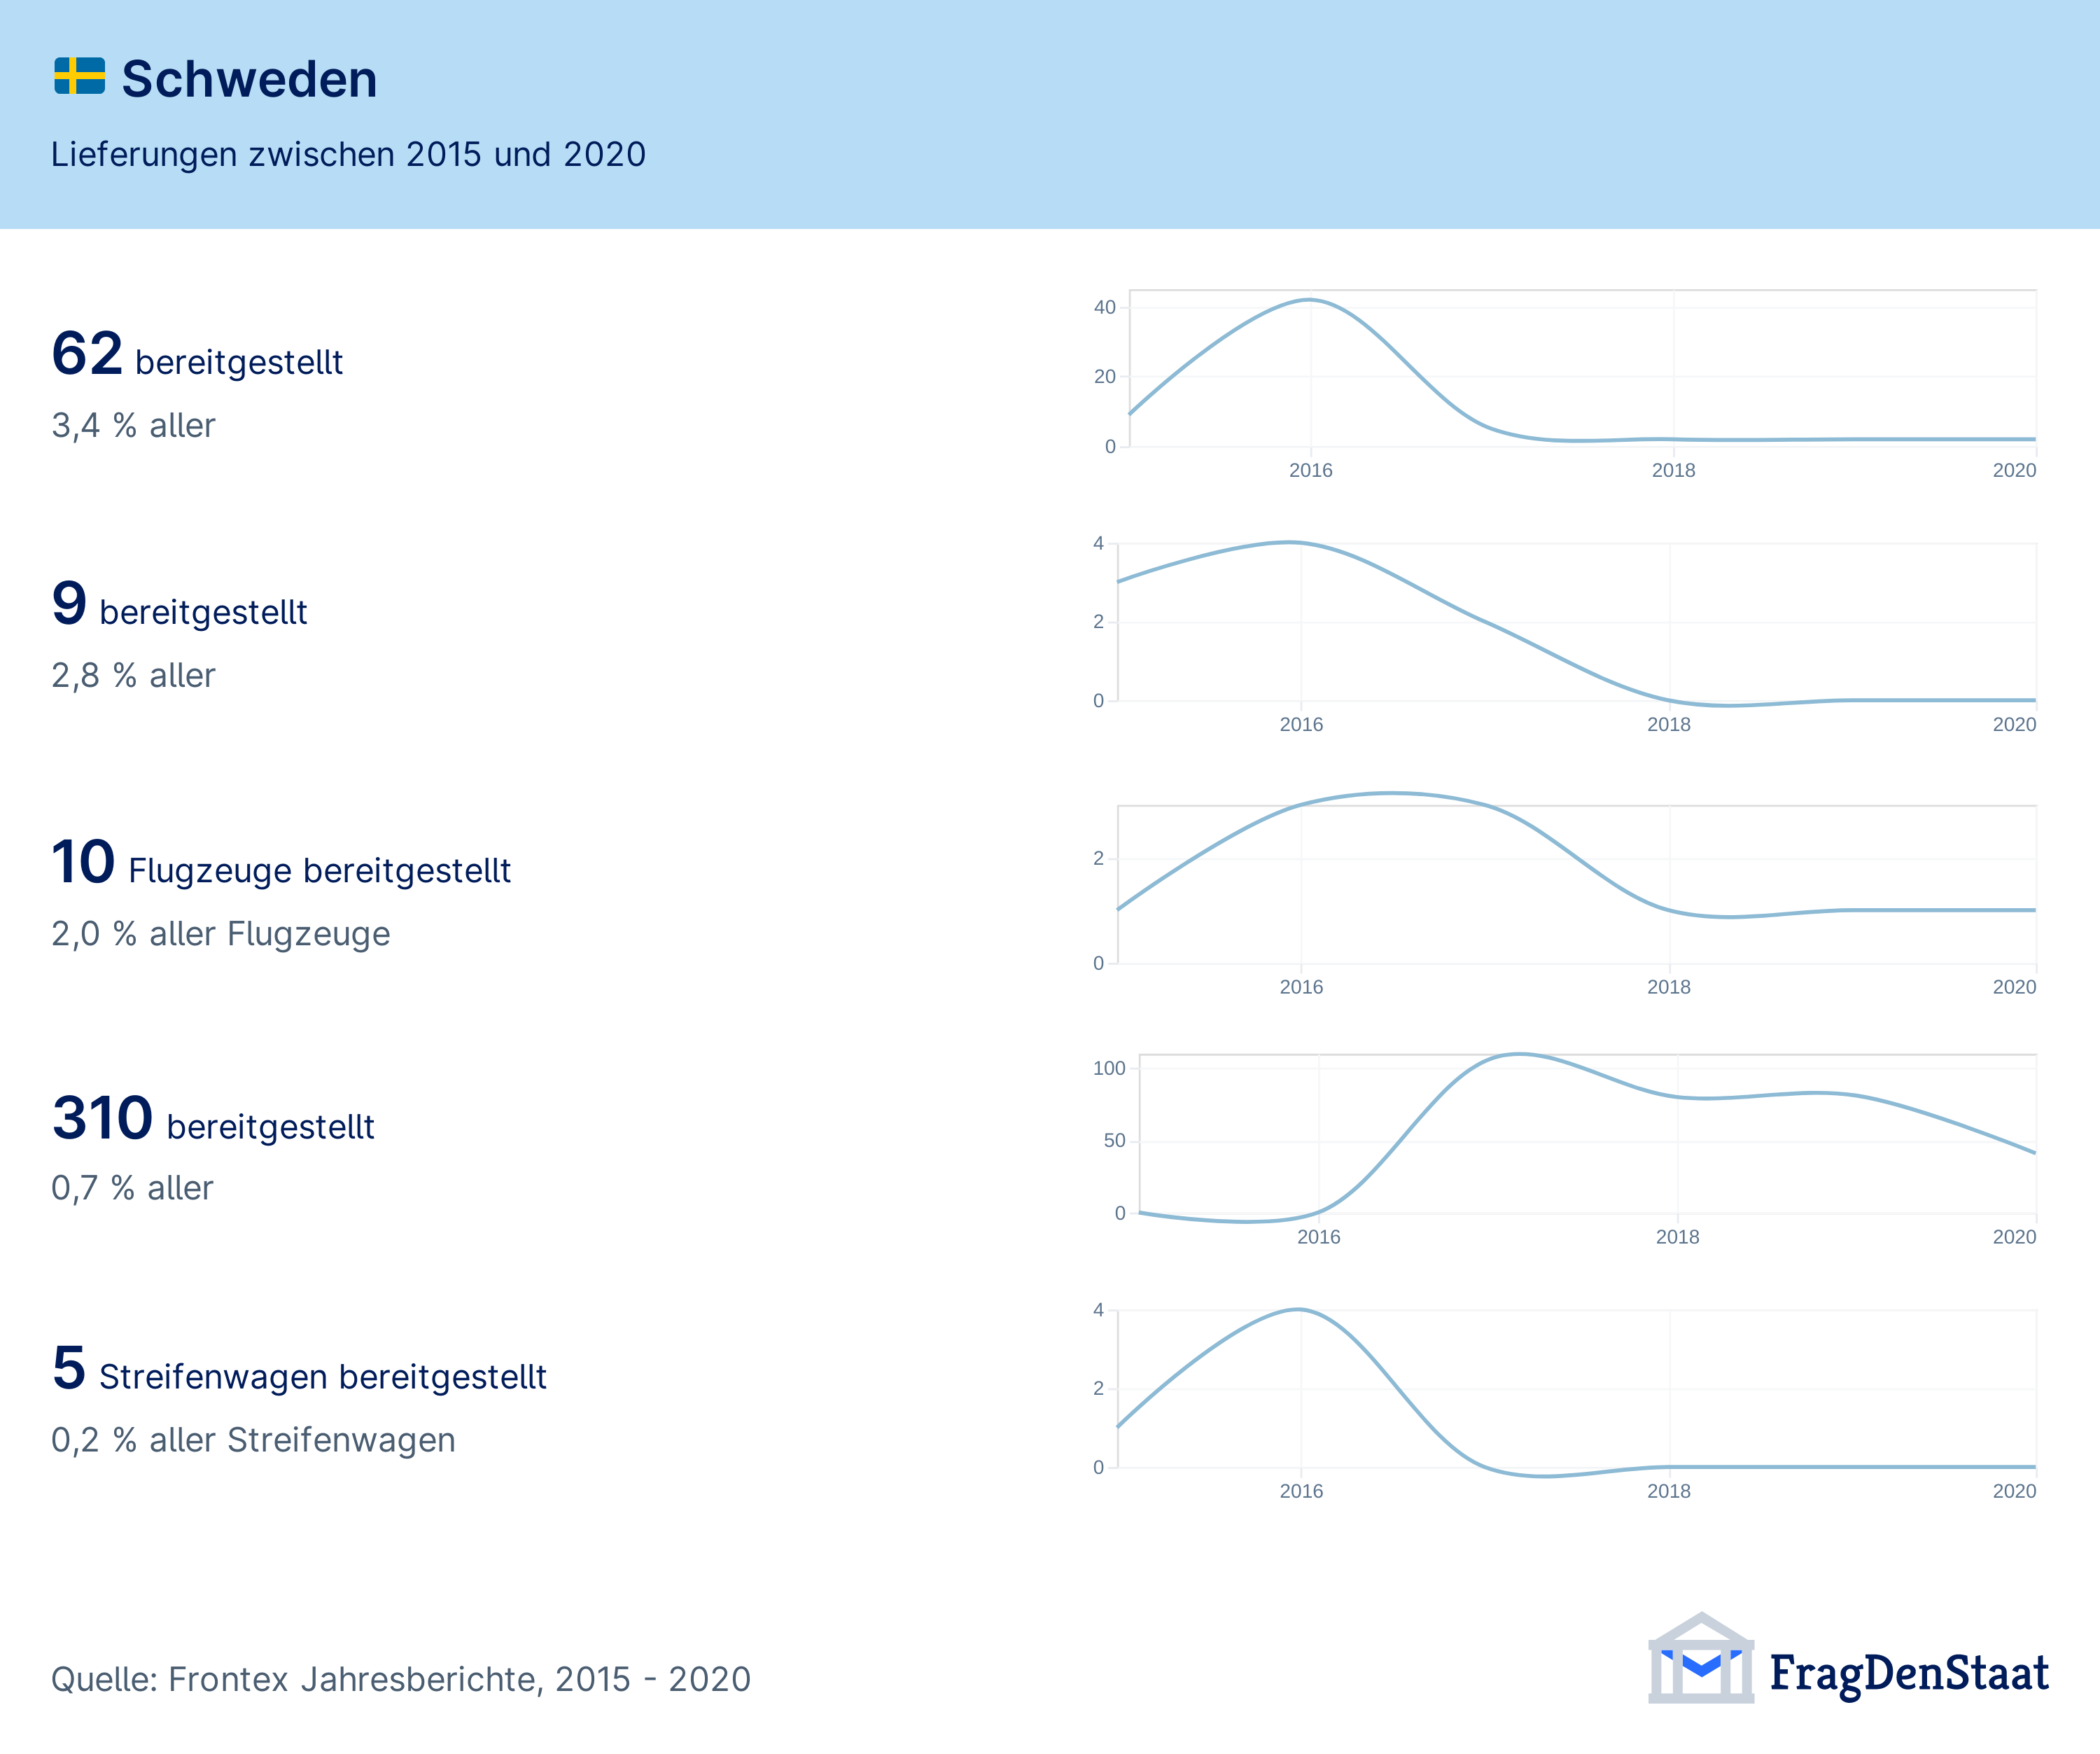 Schweden
Lieferungen zwischen 2015 und 2020
62 bereitgestellt
3,4 % aller
40
20
0
2016 2018 2020
9 bereitgestellt
2,8 % aller
4
2
0
2016 2018 2020
10 Flugzeuge bereitgestellt
2,0 % aller Flugzeuge
2
0
2016 2018 2020
310 bereitgestellt
0,7 % aller
100
50
0
2016 2018 2020
5 Streifenwagen bereitgestellt
0,2 % aller Streifenwagen
4
2
0
2016 2018 2020
Quelle: Frontex Jahresberichte, 2015 - 2020
FragDenStaat